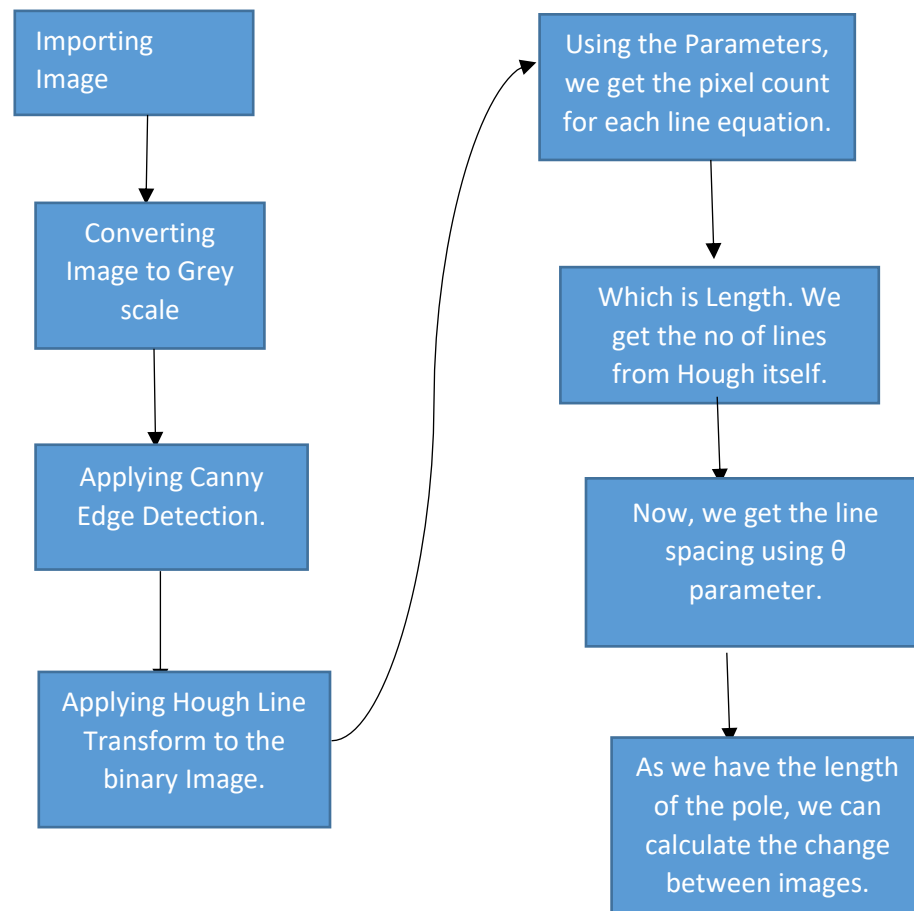 Importing
Image
Converting
Image to Grey
scale
Applying Canny
Edge Detection.
Applying Hough Line
Transform to the
binary Image.
Using the Parameters,
we get the pixel count
for each line equation.
Which is Length. We
get the no of lines
from Hough itself.
Now, we get the line
spacing using θ
parameter.
As we have the length
of the pole, we can
calculate the change
between images.